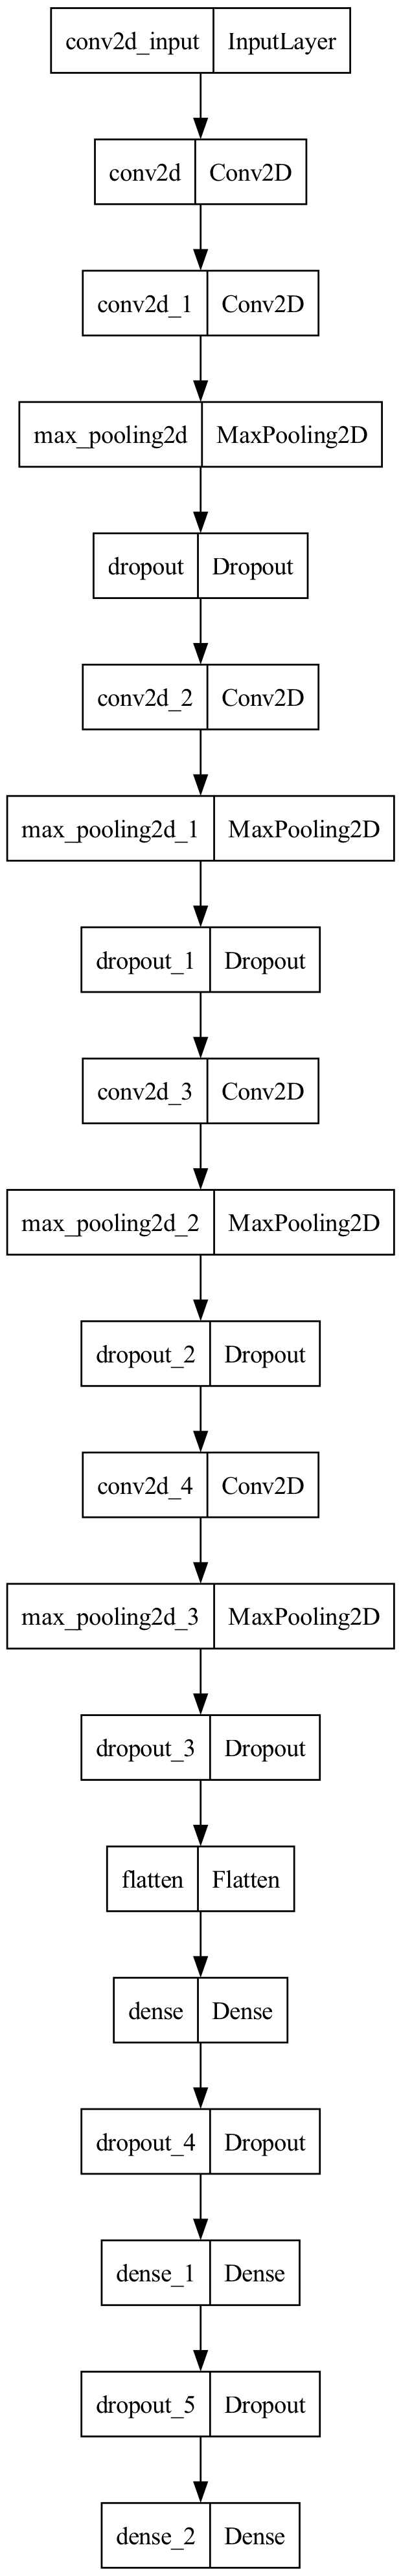 conv2d_input InputLayer
conv2d Conv2D
conv2d_1 Conv2D
max_pooling2d MaxPooling2D
dropout Dropout
conv2d_2 Conv2D
max_pooling2d_1 MaxPooling2D
dropout_1 Dropout
conv2d_3 Conv2D
max_pooling2d_2 MaxPooling2D
dropout_2 Dropout
conv2d_4 Conv2D
max_pooling2d_3 MaxPooling2D
dropout_3 Dropout
flatten Flatten
dense Dense
dropout_4 Dropout
dense_1 Dense
dropout_5 Dropout
dense_2 Dense